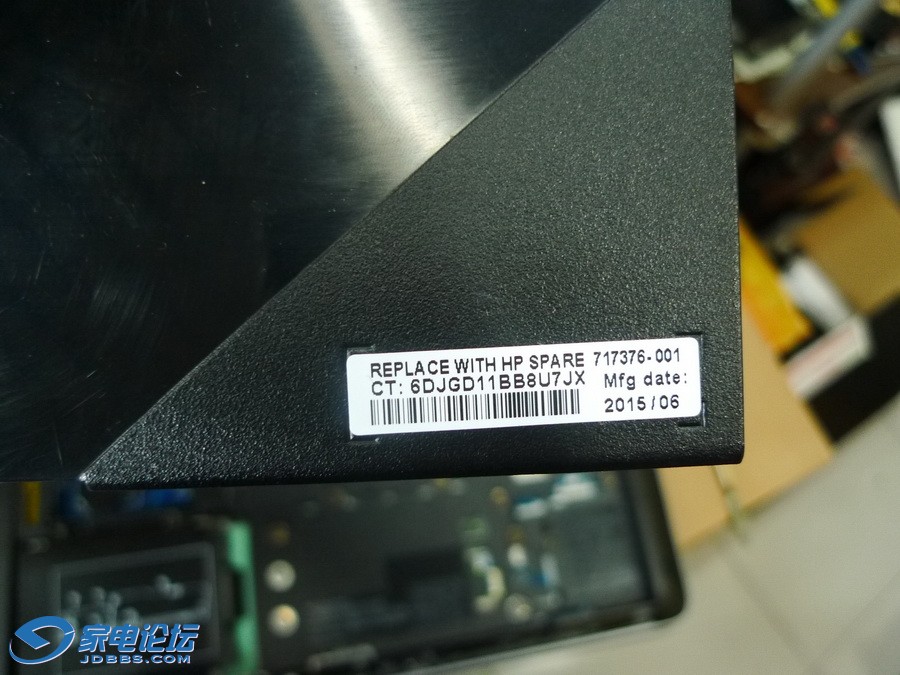 REPLACE WITH HP SPARE 717376-001
CT: 6DJGD11BB8U7JX Mfg date:
2015/06
家电论坛
JDBBS.COM